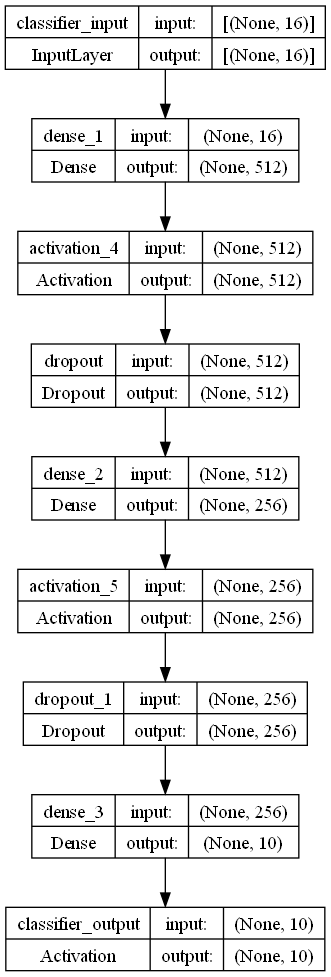 classifier_input input: [(None, 16)]
InputLayer output: [(None, 16)]
dense_1 input: (None, 16)
Dense output: (None, 512)
activation_4 input: (None, 512)
Activation output: (None, 512)
dropout input: (None, 512)
Dropout output: (None, 512)
dense_2 input: (None, 512)
Dense output: (None, 256)
activation_5 input: (None, 256)
Activation output: (None, 256)
dropout_1 input: (None, 256)
Dropout output: (None, 256)
dense_3 input: (None, 256)
Dense output: (None, 10)
classifier_output input: (None, 10)
Activation output: (None, 10)